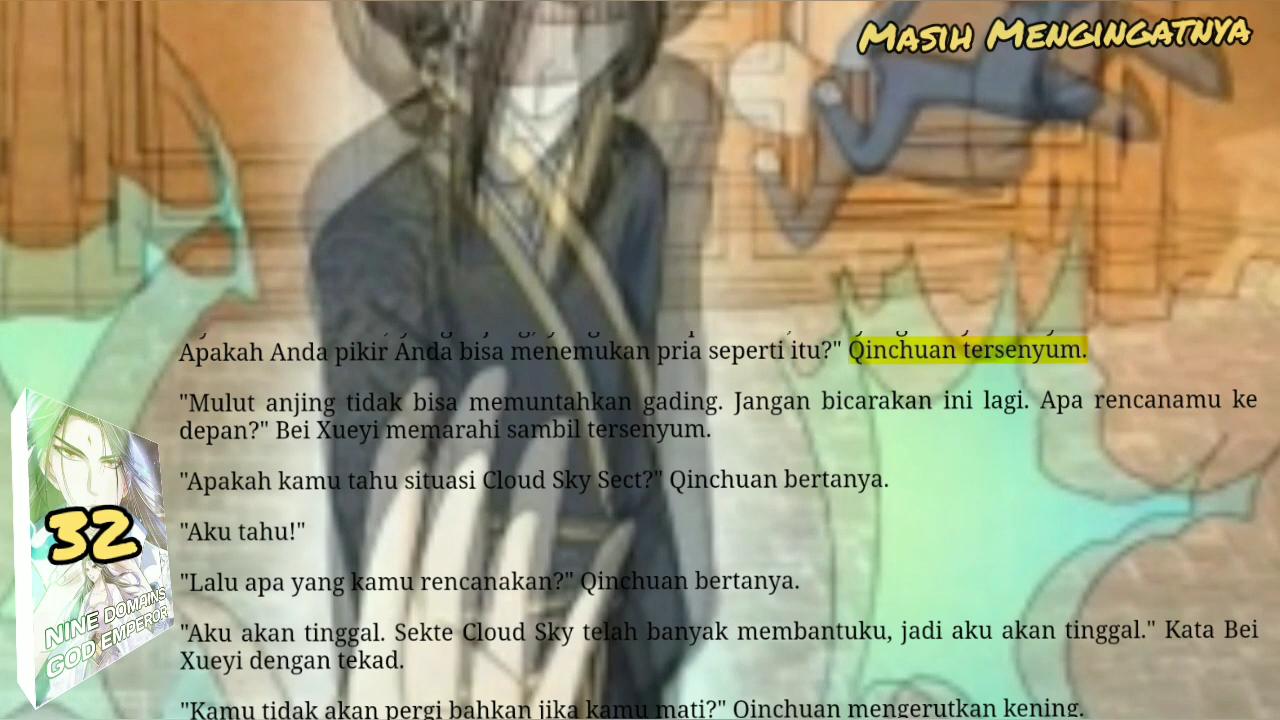 Masih Mengingatnya
Apakah Anda pikir Anda bisa menemukan pria seperti itu?" Qinchuan tersenyum.
"Mulut anjing tidak bisa memuntahkan gading. Jangan bicarakan ini lagi. Apa rencanamu ke
depan?" Bei Xueyi memarahi sambil tersenyum.
"Apakah kamu tahu situasi Cloud Sky Sect?" Qinchuan bertanya.
"Aku tahu!"
"Lalu apa yang kamu rencanakan?" Qinchuan bertanya.
"Aku akan tinggal. Sekte Cloud Sky telah banyak membantuku, jadi aku akan tinggal." Kata Bei
Xueyi dengan tekad.
"Kamu tidak akan pergi bahkan jika kamu mati?" Qinchuan mengerutkan kening.
32
NINE DOMAINS
GOD EMPEROR